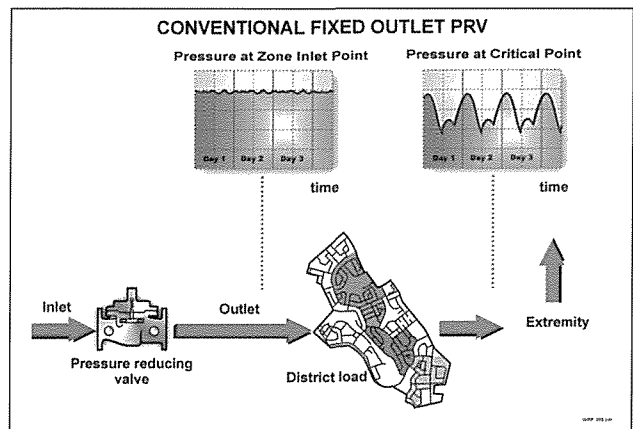 CONVENTIONAL FIXED OUTLET PRV
Pressure at Zone Inlet Point
Pressure at Critical Point
Day 1 Day 2 Day 3
Day 1 Day 2 Day 3
time
time
Inlet
Outlet
Extremity
Pressure reducing
valve
District load